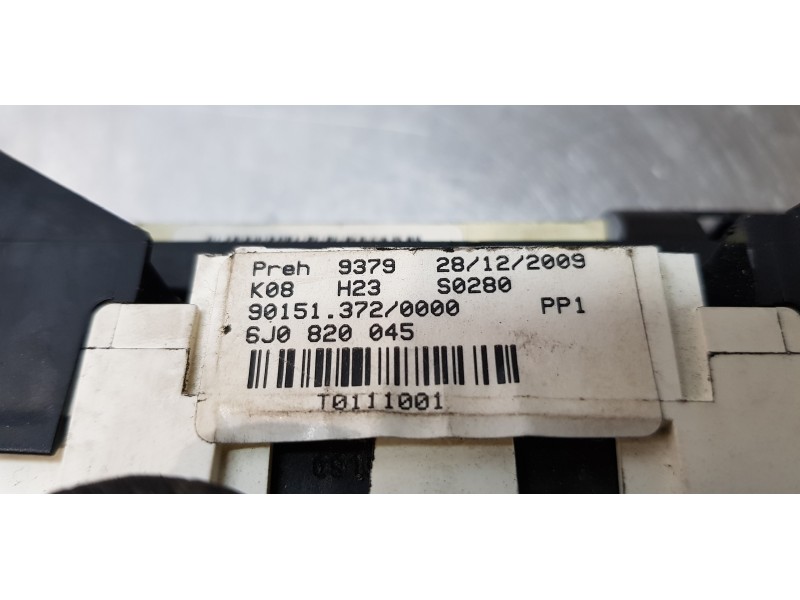 Preh 9379 28/12/2009
K08 H23 S0280
90151.372/0000 PP1
6J0 820 045
T0111001